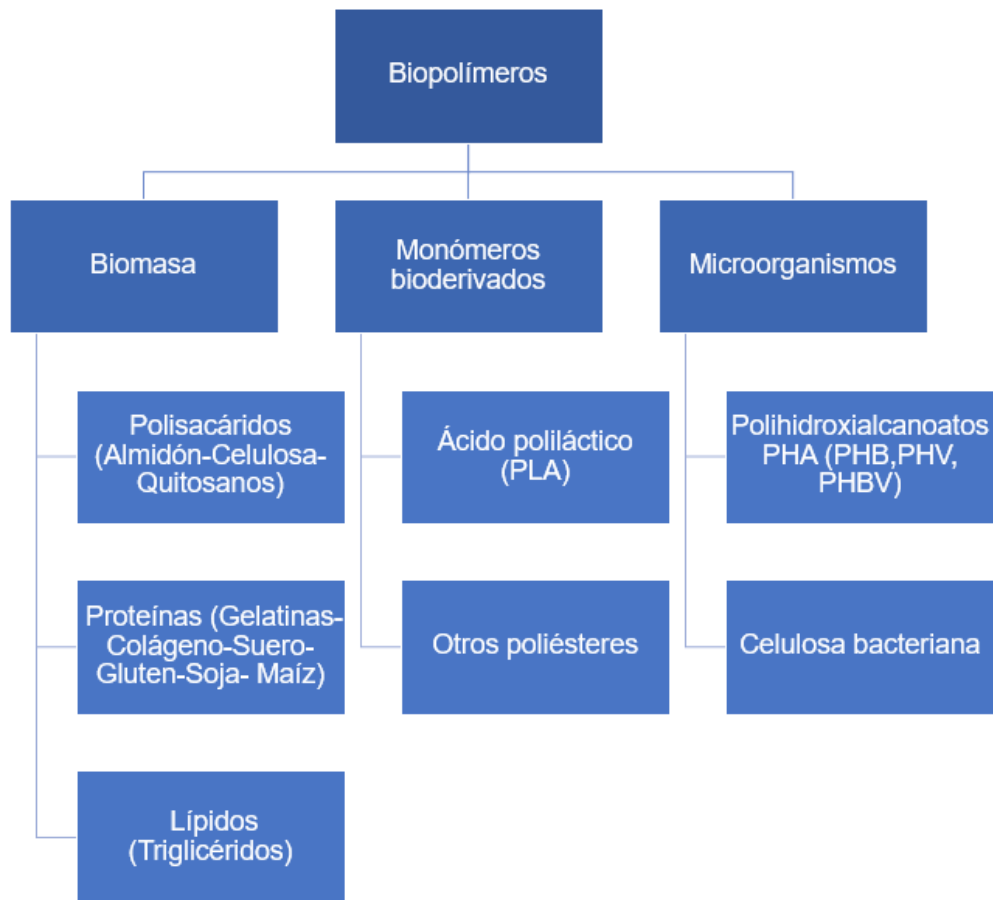 Biopolímeros
Biomasa
Monómeros
bioderivados
Microorganismos
Polisacáridos
(Almidón-Celulosa-
Quitosanos)
Ácido poliláctico
(PLA)
Polihidroxialcanoatos
PHA (PHB,PHV,
PHBV)
Proteínas (Gelatinas-
Colágeno-Suero-
Gluten-Soja- Maíz)
Otros poliésteres
Celulosa bacteriana
Lípidos
(Triglicéridos)